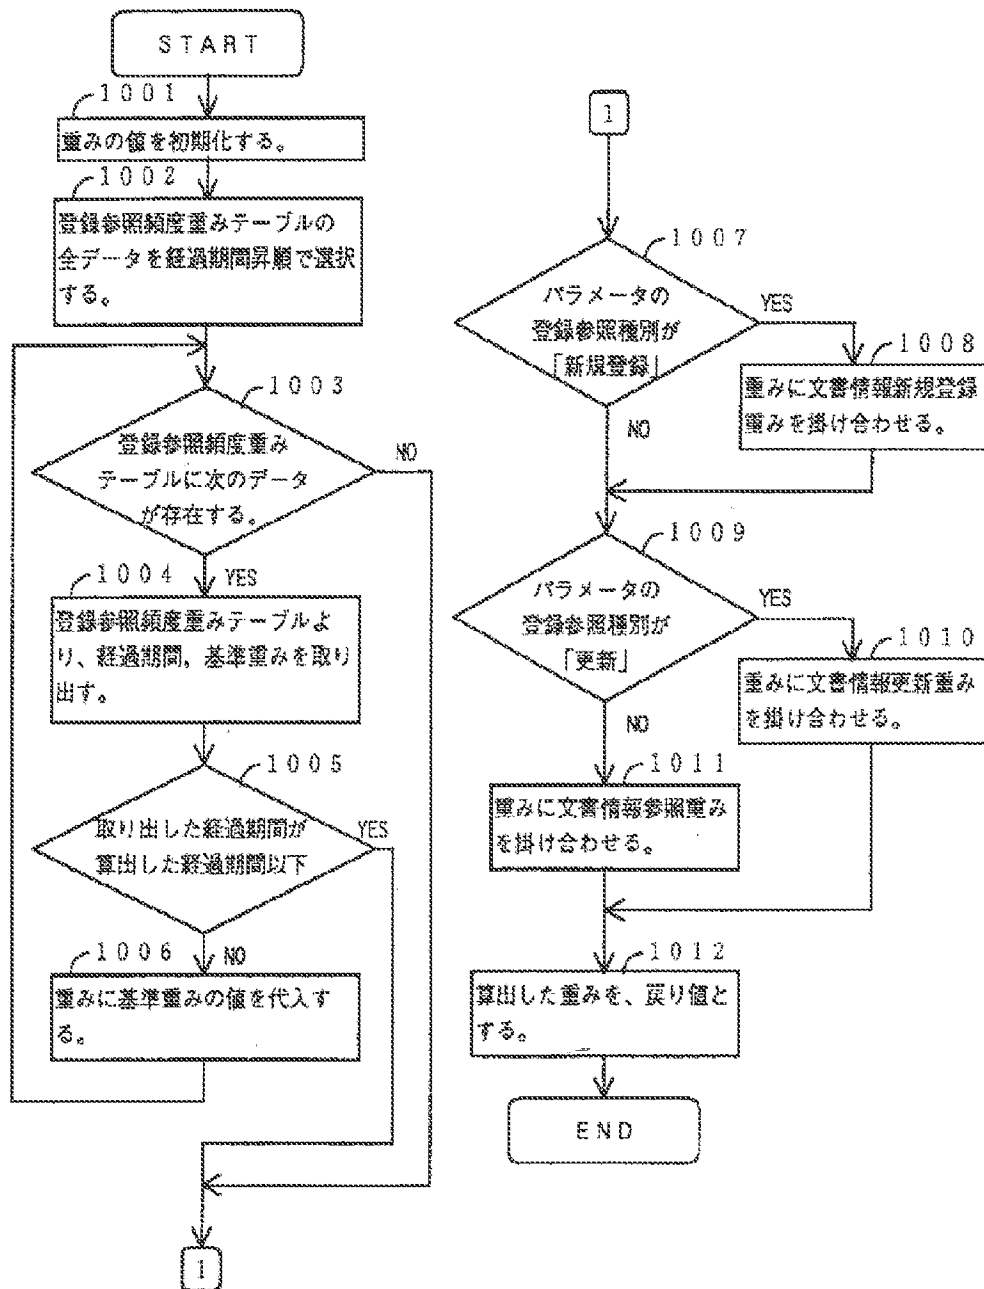 START
1001
重みの値を初期化する。
1002
登録参照頻度重みテーブルの
全データを経過期間昇順で選択
する。
1003
登録参照頻度重み
テーブルに次のデータ
が存在する。
NO
YES
1004
登録参照頻度重みテーブルよ
り、経過期間，基準重みを取り
出す。
1005
取り出した経過期間が
算出した経過期間以下
YES
NO
1006
重みに基準重みの値を代入す
る。
1
1
1007
パラメータの
登録参照種別が
「新規登録」
YES
NO
1008
重みに文書情報新規登録
重みを掛け合わせる。
1009
パラメータの
登録参照種別が
「更新」
YES
NO
1010
重みに文書情報更新重み
を掛け合わせる。
1011
重みに文書情報参照重み
を掛け合わせる。
1012
算出した重みを、戻り値と
する。
END